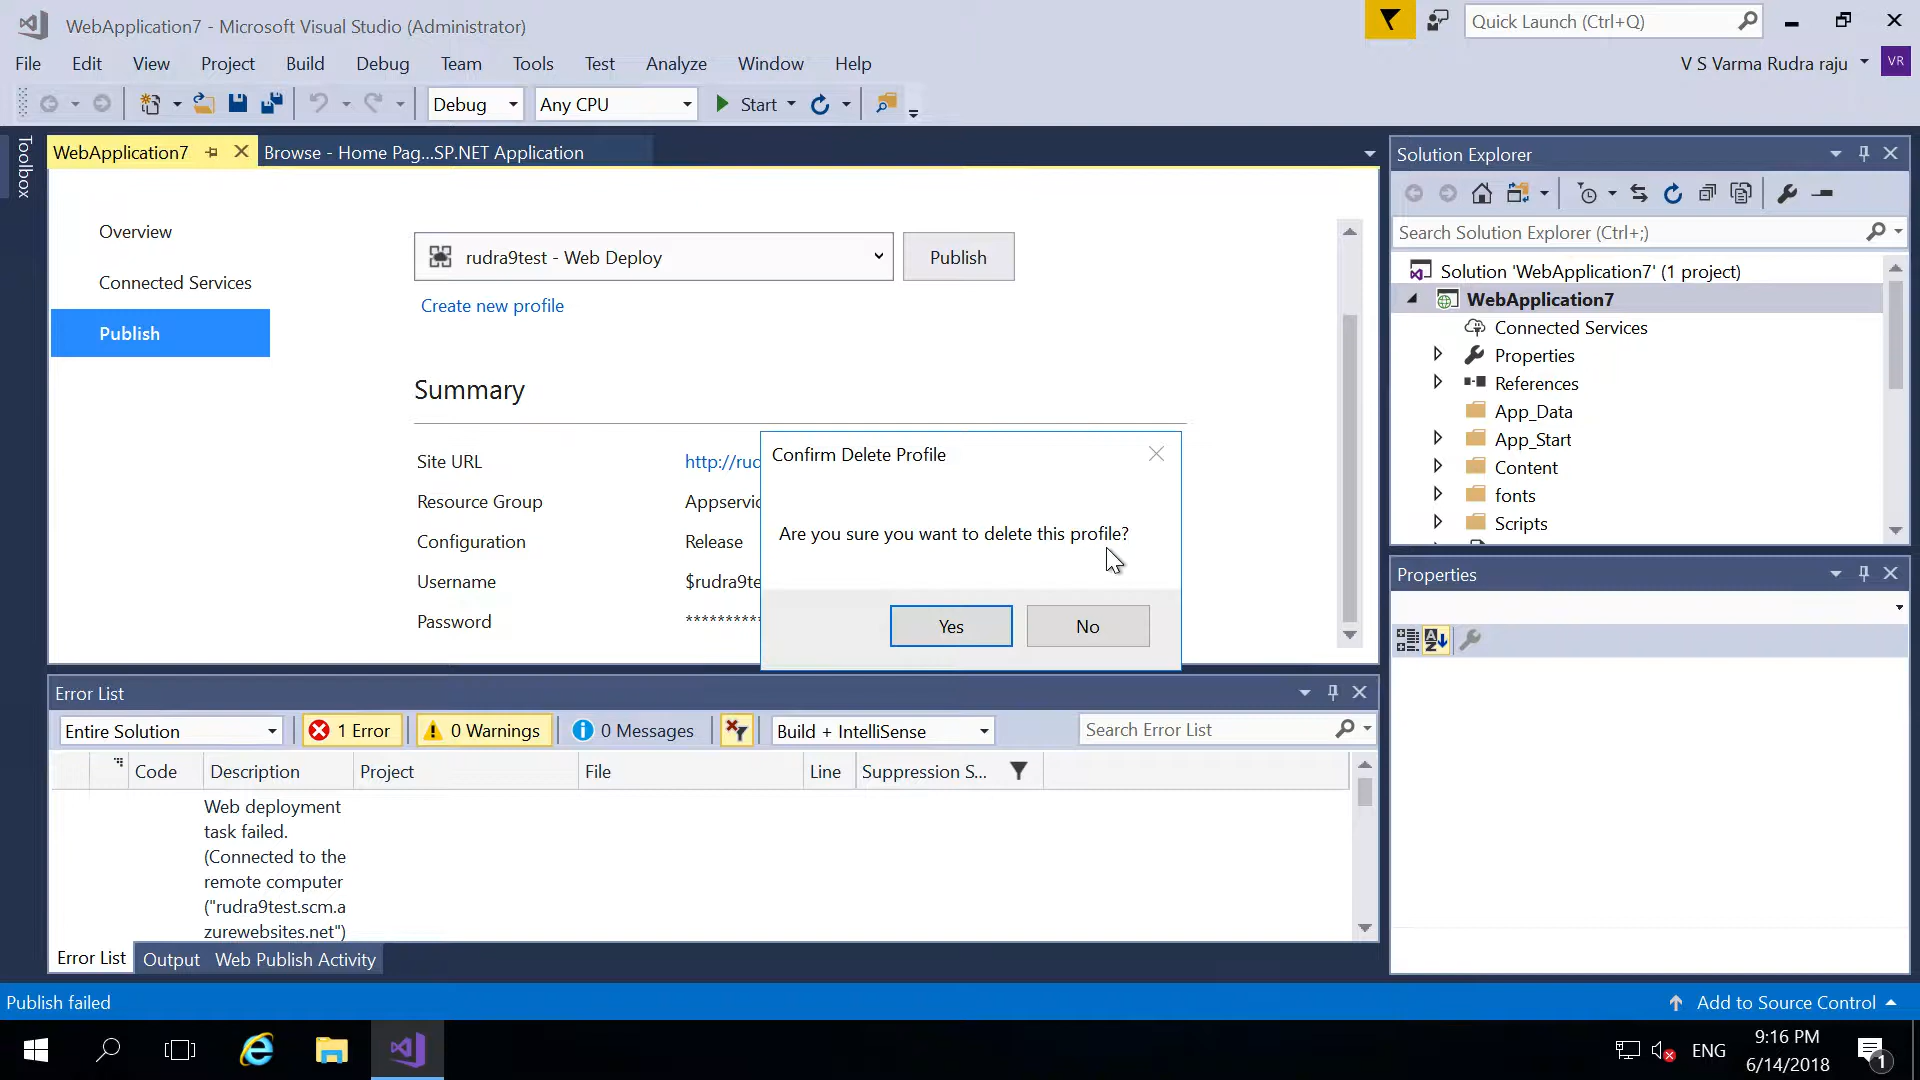 WebApplication7 - Microsoft Visual Studio (Administrator)
Quick Launch (Ctrl+Q)
File Edit View Project Build Debug Team Tools Test Analyze Window Help
V S Varma Rudra raju VR
Debug Any CPU Start
Toolbox
WebApplication7
Browse - Home Pag...SP.NET Application
Overview
Connected Services
Publish
rudra9test - Web Deploy
Publish
Create new profile
Summary
Site URL http://rud
Resource Group Appservic
Configuration Release
Username $rudra9te
Password **********
Confirm Delete Profile
Are you sure you want to delete this profile?
Yes No
Solution Explorer
Search Solution Explorer (Ctrl+;)
Solution 'WebApplication7' (1 project)
WebApplication7
Connected Services
Properties
References
App_Data
App_Start
Content
fonts
Scripts
Properties
Error List
Entire Solution 1 Error 0 Warnings 0 Messages Build + IntelliSense Search Error List
Code Description Project File Line Suppression S...
Web deployment
task failed.
(Connected to the
remote computer
("rudra9test.scm.a
zurewebsites.net")
Error List Output Web Publish Activity
Publish failed
Add to Source Control
ENG
9:16 PM
6/14/2018
1